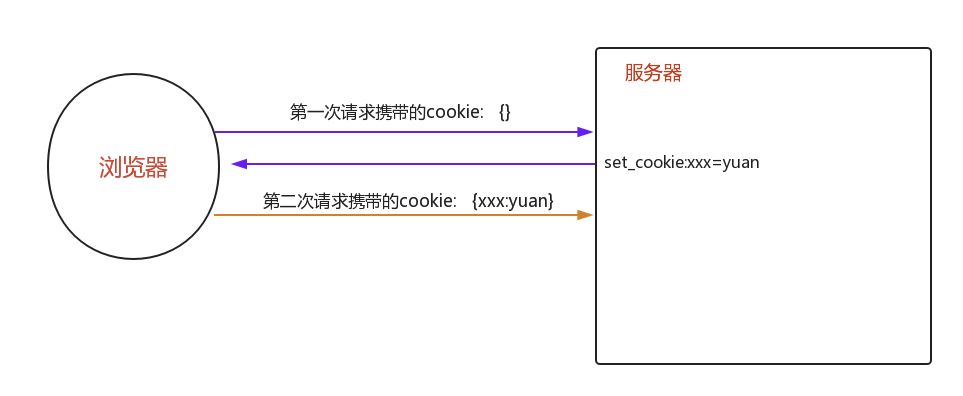 服务器
第一次请求携带的cookie: {}
浏览器
set_cookie:xxx=yuan
第二次请求携带的cookie: {xxx:yuan}